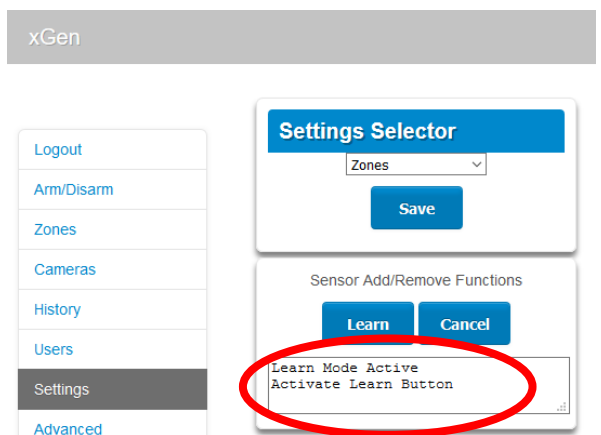 xGen
Logout
Arm/Disarm
Zones
Cameras
History
Users
Settings
Advanced
Settings Selector
Zones
Save
Sensor Add/Remove Functions
Learn Cancel
Learn Mode Active
Activate Learn Button